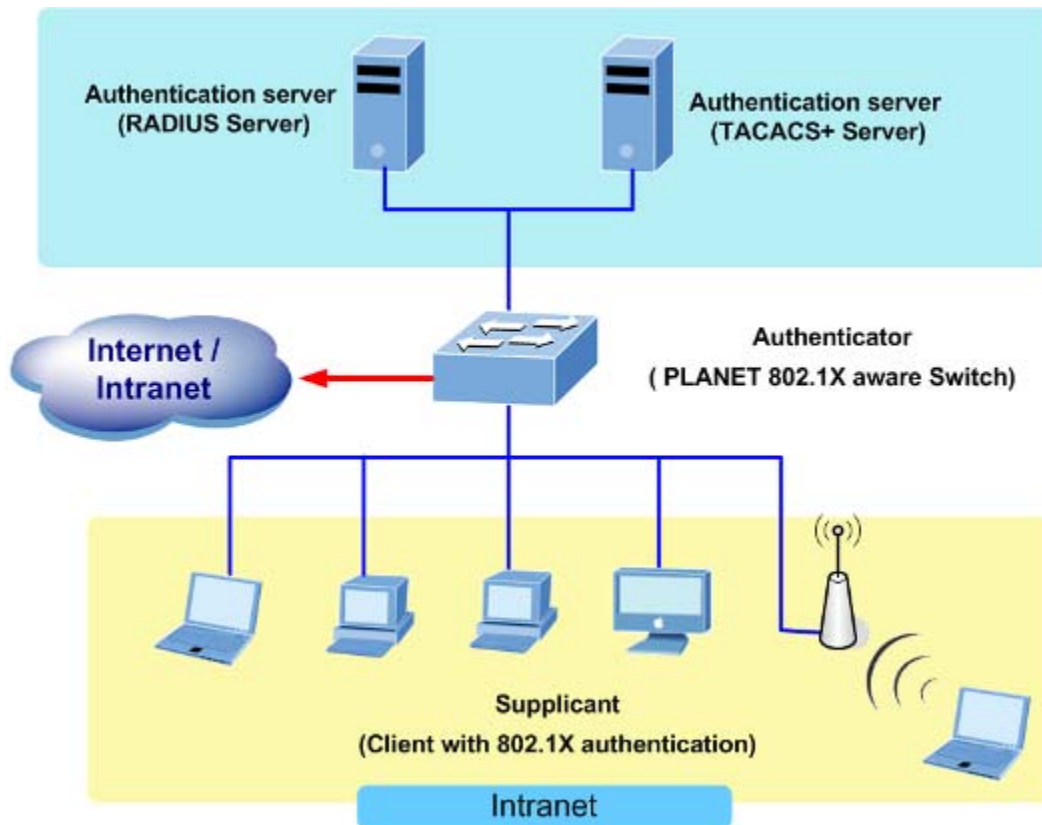 Authentication server
(RADIUS Server)
Authentication server
(TACACS+ Server)
Internet /
Intranet
Authenticator
( PLANET 802.1X aware Switch)
Supplicant
(Client with 802.1X authentication)
Intranet